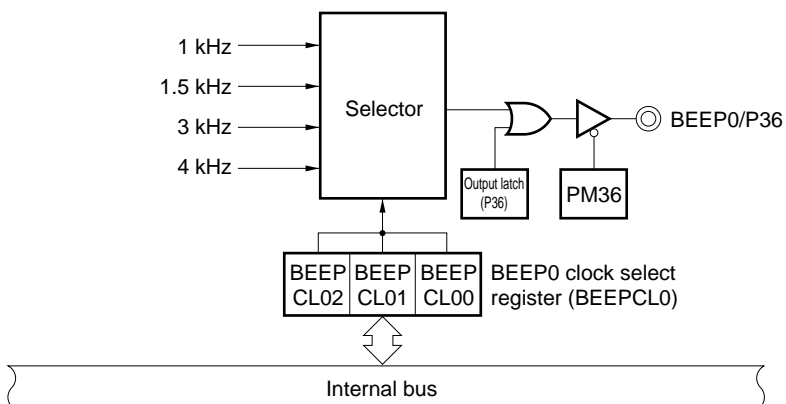 1 kHz
1.5 kHz
3 kHz
4 kHz
Selector
BEEP0/P36
Output latch
(P36)
PM36
BEEP
CL02
BEEP
CL01
BEEP
CL00
BEEP0 clock select
register (BEEPCL0)
Internal bus